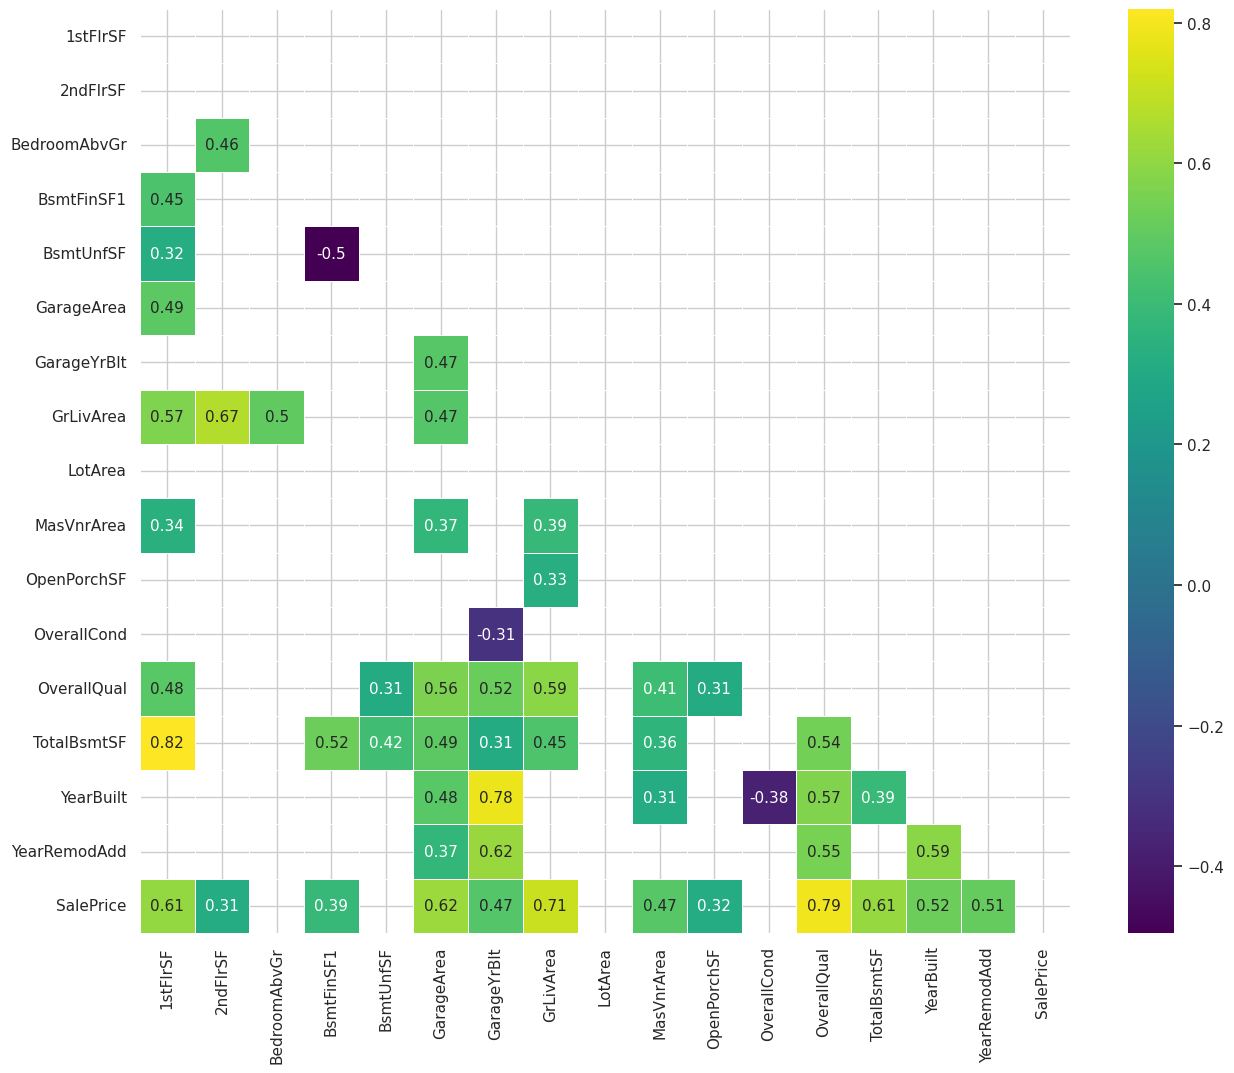 1stFlrSF
2ndFlrSF
BedroomAbvGr 0.46
BsmtFinSF1 0.45
BsmtUnfSF 0.32 -0.5
GarageArea 0.49
GarageYrBlt 0.47
GrLivArea 0.57 0.67 0.5 0.47
LotArea
MasVnrArea 0.34 0.37 0.39
OpenPorchSF 0.33
OverallCond -0.31
OverallQual 0.48 0.31 0.56 0.52 0.59 0.41 0.31
TotalBsmtSF 0.82 0.52 0.42 0.49 0.31 0.45 0.36 0.54
YearBuilt 0.48 0.78 0.31 -0.38 0.57 0.39
YearRemodAdd 0.37 0.62 0.55 0.59
SalePrice 0.61 0.31 0.39 0.62 0.47 0.71 0.47 0.32 0.79 0.61 0.52 0.51
1stFlrSF
2ndFlrSF
BedroomAbvGr
BsmtFinSF1
BsmtUnfSF
GarageArea
GarageYrBlt
GrLivArea
LotArea
MasVnrArea
OpenPorchSF
OverallCond
OverallQual
TotalBsmtSF
YearBuilt
YearRemodAdd
SalePrice
0.8
0.6
0.4
0.2
0.0
−0.2
−0.4